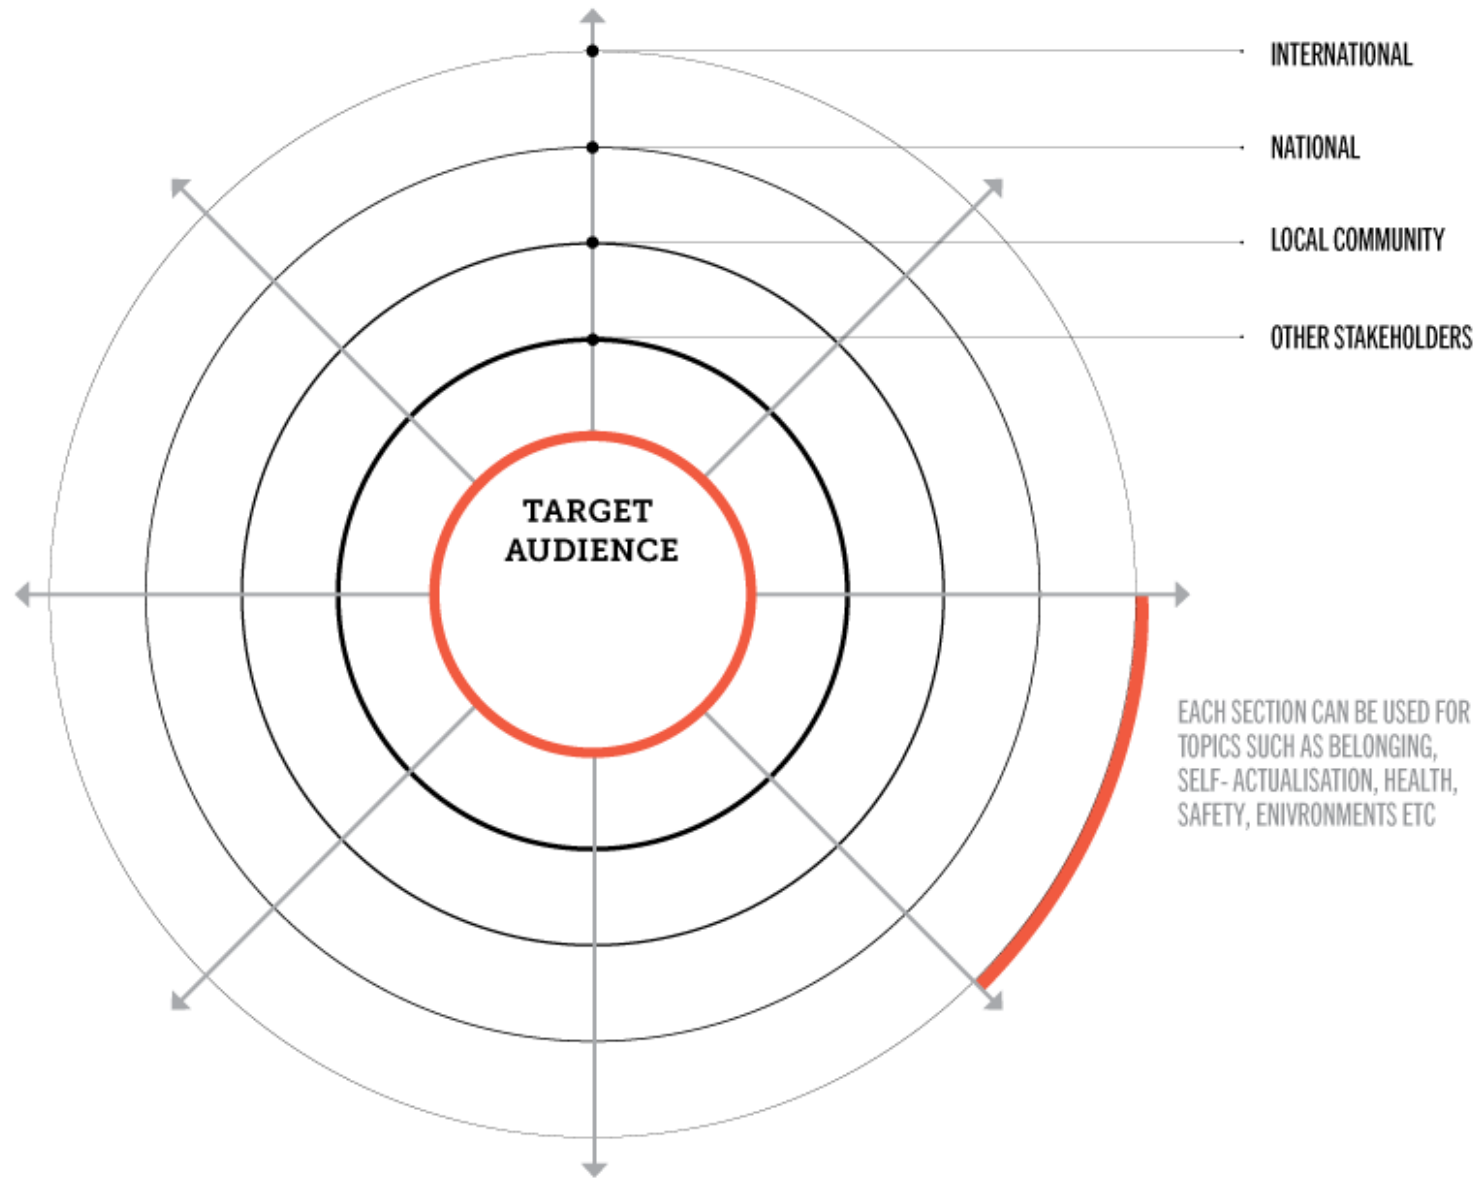 INTERNATIONAL
NATIONAL
LOCAL COMMUNITY
OTHER STAKEHOLDERS
TARGET
AUDIENCE
EACH SECTION CAN BE USED FOR
TOPICS SUCH AS BELONGING,
SELF- ACTUALISATION, HEALTH,
SAFETY, ENIVRONMENTS ETC